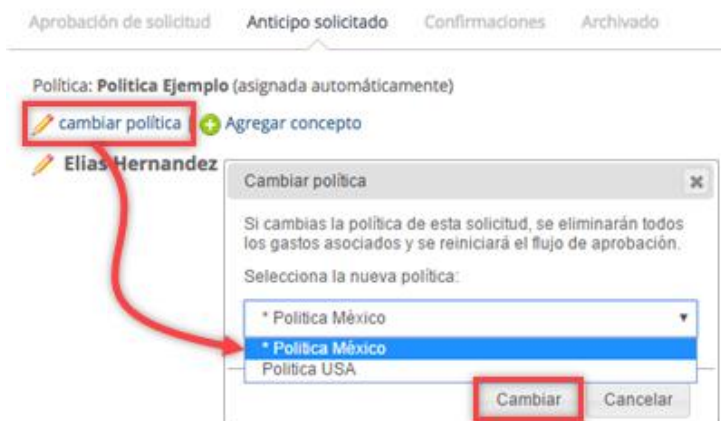 Aprobación de solicitud Anticipo solicitado Confirmaciones Archivado
Política: Politica Ejemplo (asignada automáticamente)
cambiar política Agregar concepto
Elias Hernandez
Cambiar política
Si cambias la política de esta solicitud, se eliminarán todos
los gastos asociados y se reiniciará el flujo de aprobación.
Selecciona la nueva política:
* Politica México
* Politica México
Politica USA
Cambiar Cancelar